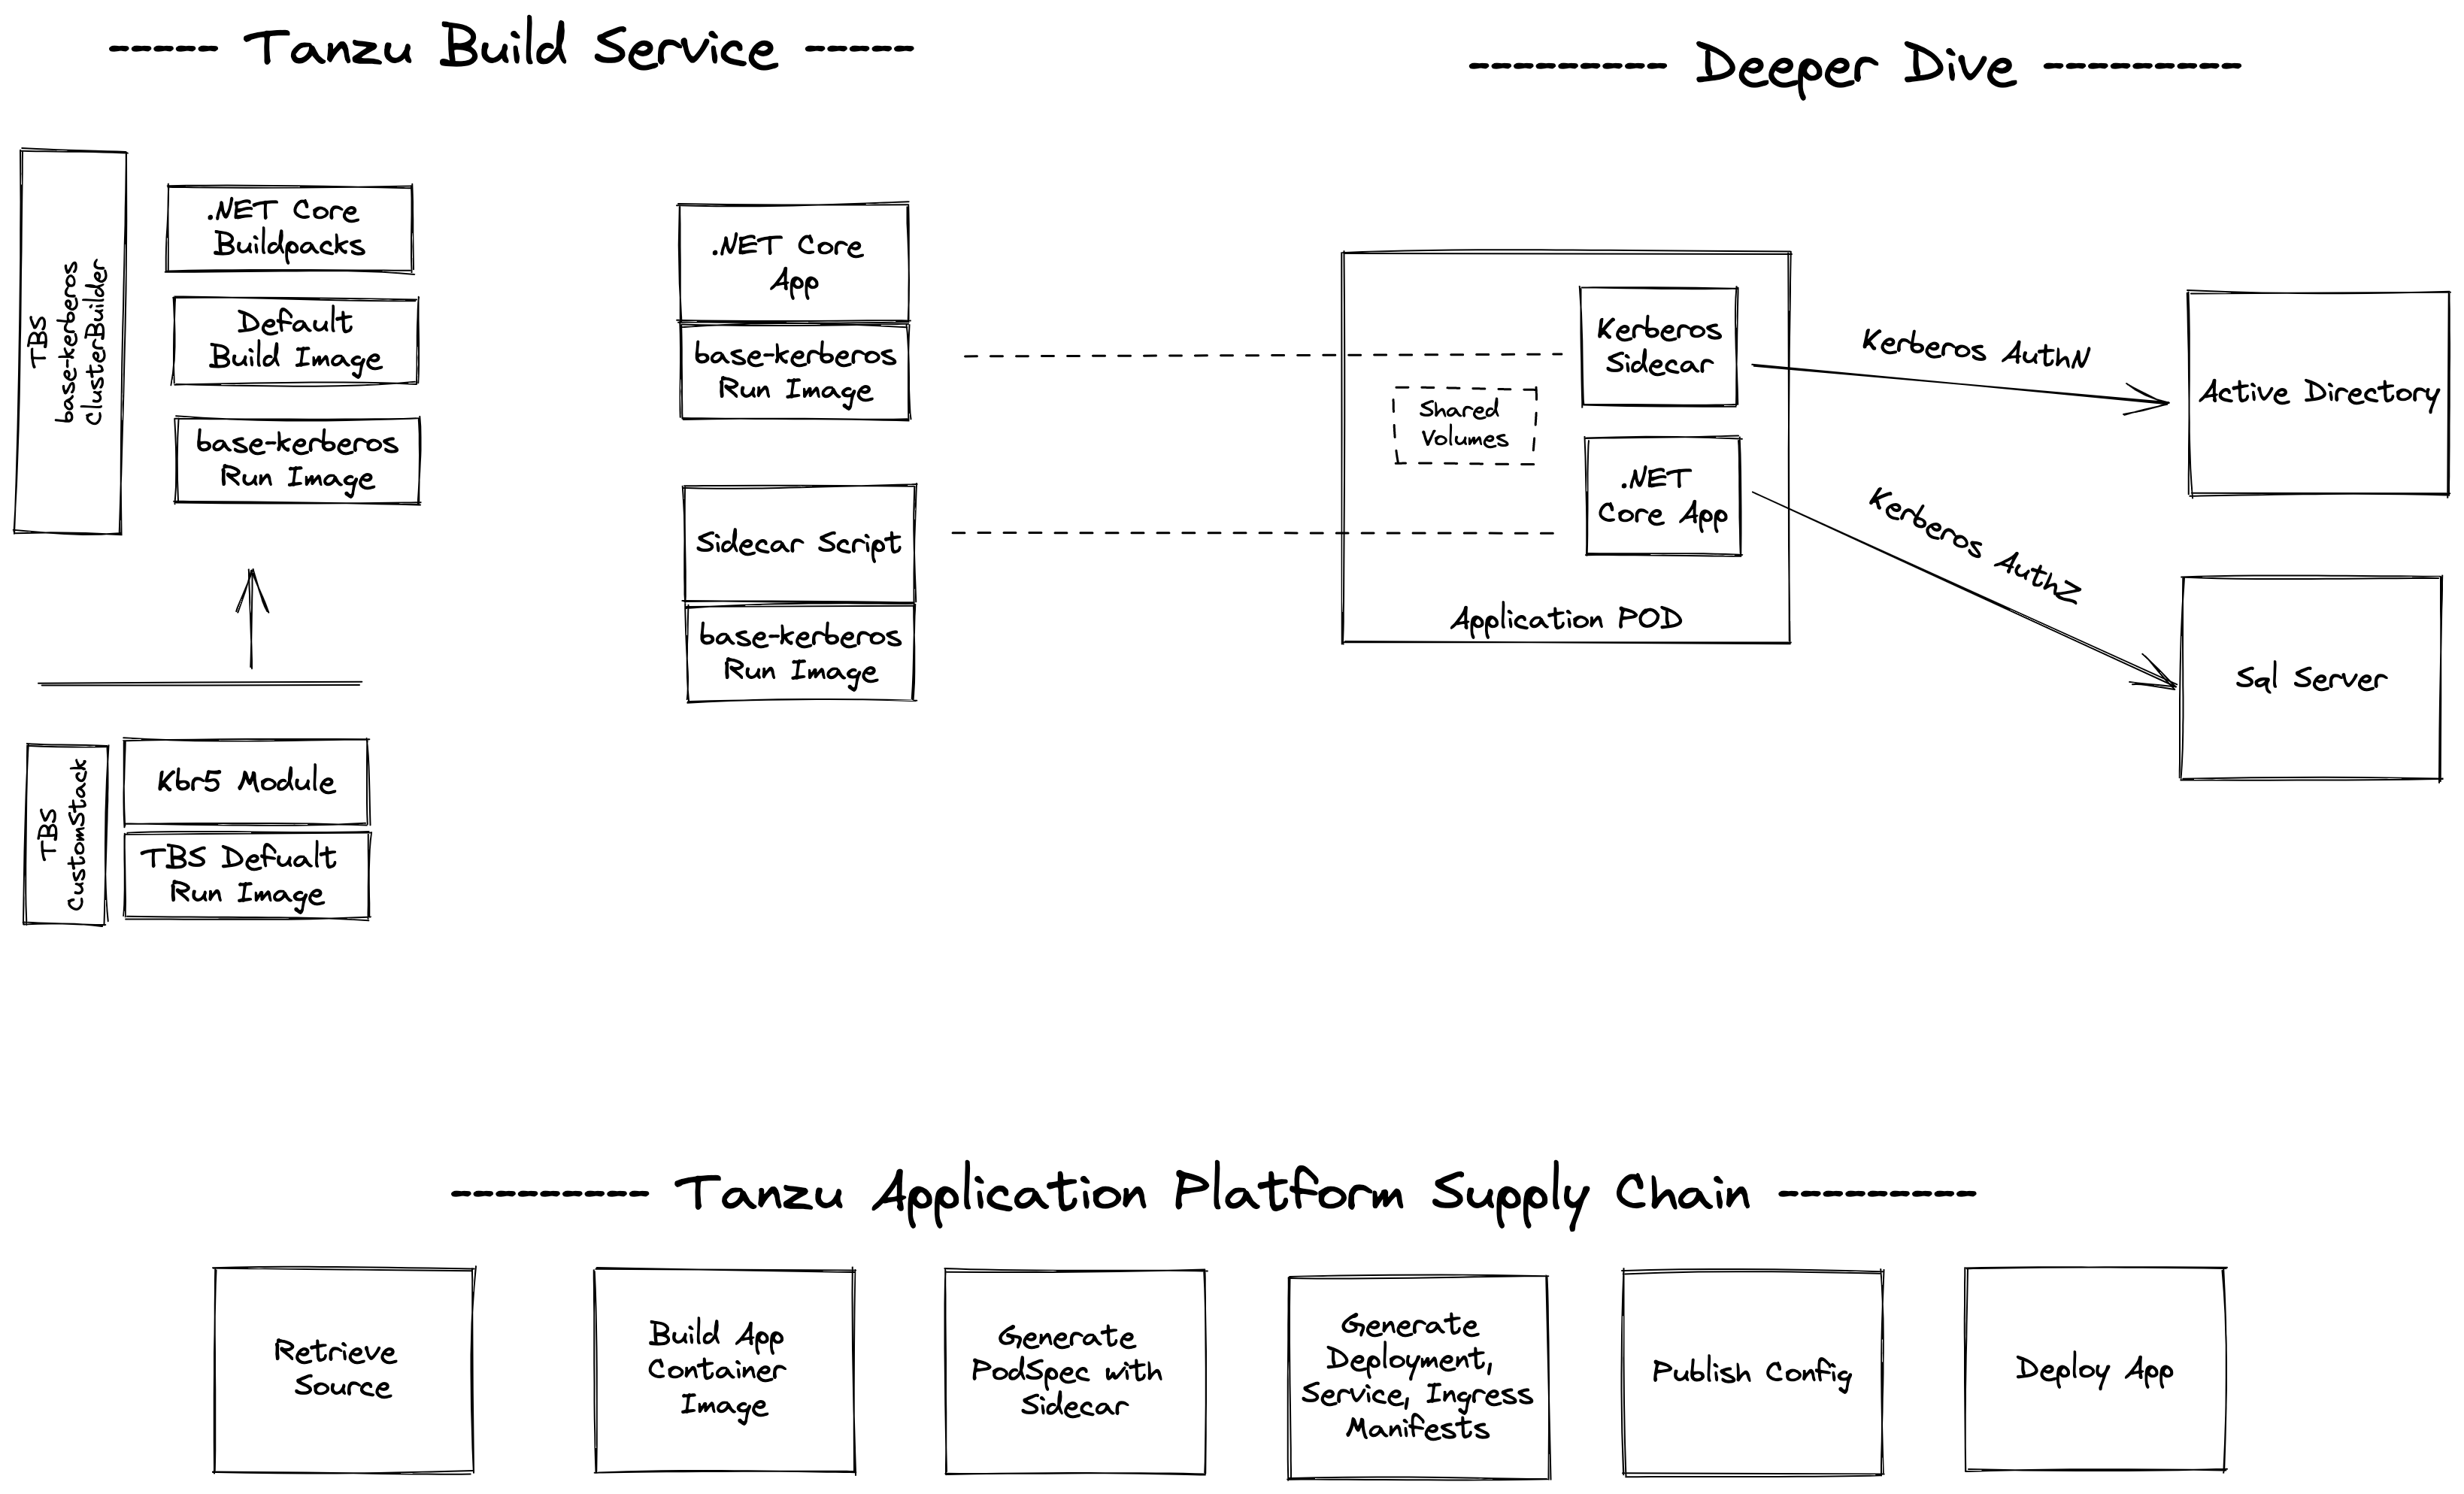 ----- Tanzu Build Service -----
--------- Deeper Dive ---------
TBS
base-kerberos
clusterBuilder
.NET Core
Buildpacks
Default
Build Image
base-kerberos
Run Image
TBS
CustomStack
Kbr5 Module
TBS Defualt
Run Image
.NET Core
App
base-kerberos
Run Image
Sidecar Script
base-kerberos
Run Image
Kerberos
Sidecar
Shared
Volumes
.NET
Core App
Application POD
Kerberos AuthN
Kerberos AuthZ
Active Directory
Sql Server
--------- Tanzu Application Platform Supply Chain ---------
Retrieve
Source
Build App
Container
Image
Generate
PodSpec with
Sidecar
Generate
Deployment,
Service, Ingress
Manifests
Publish Config
Deploy App